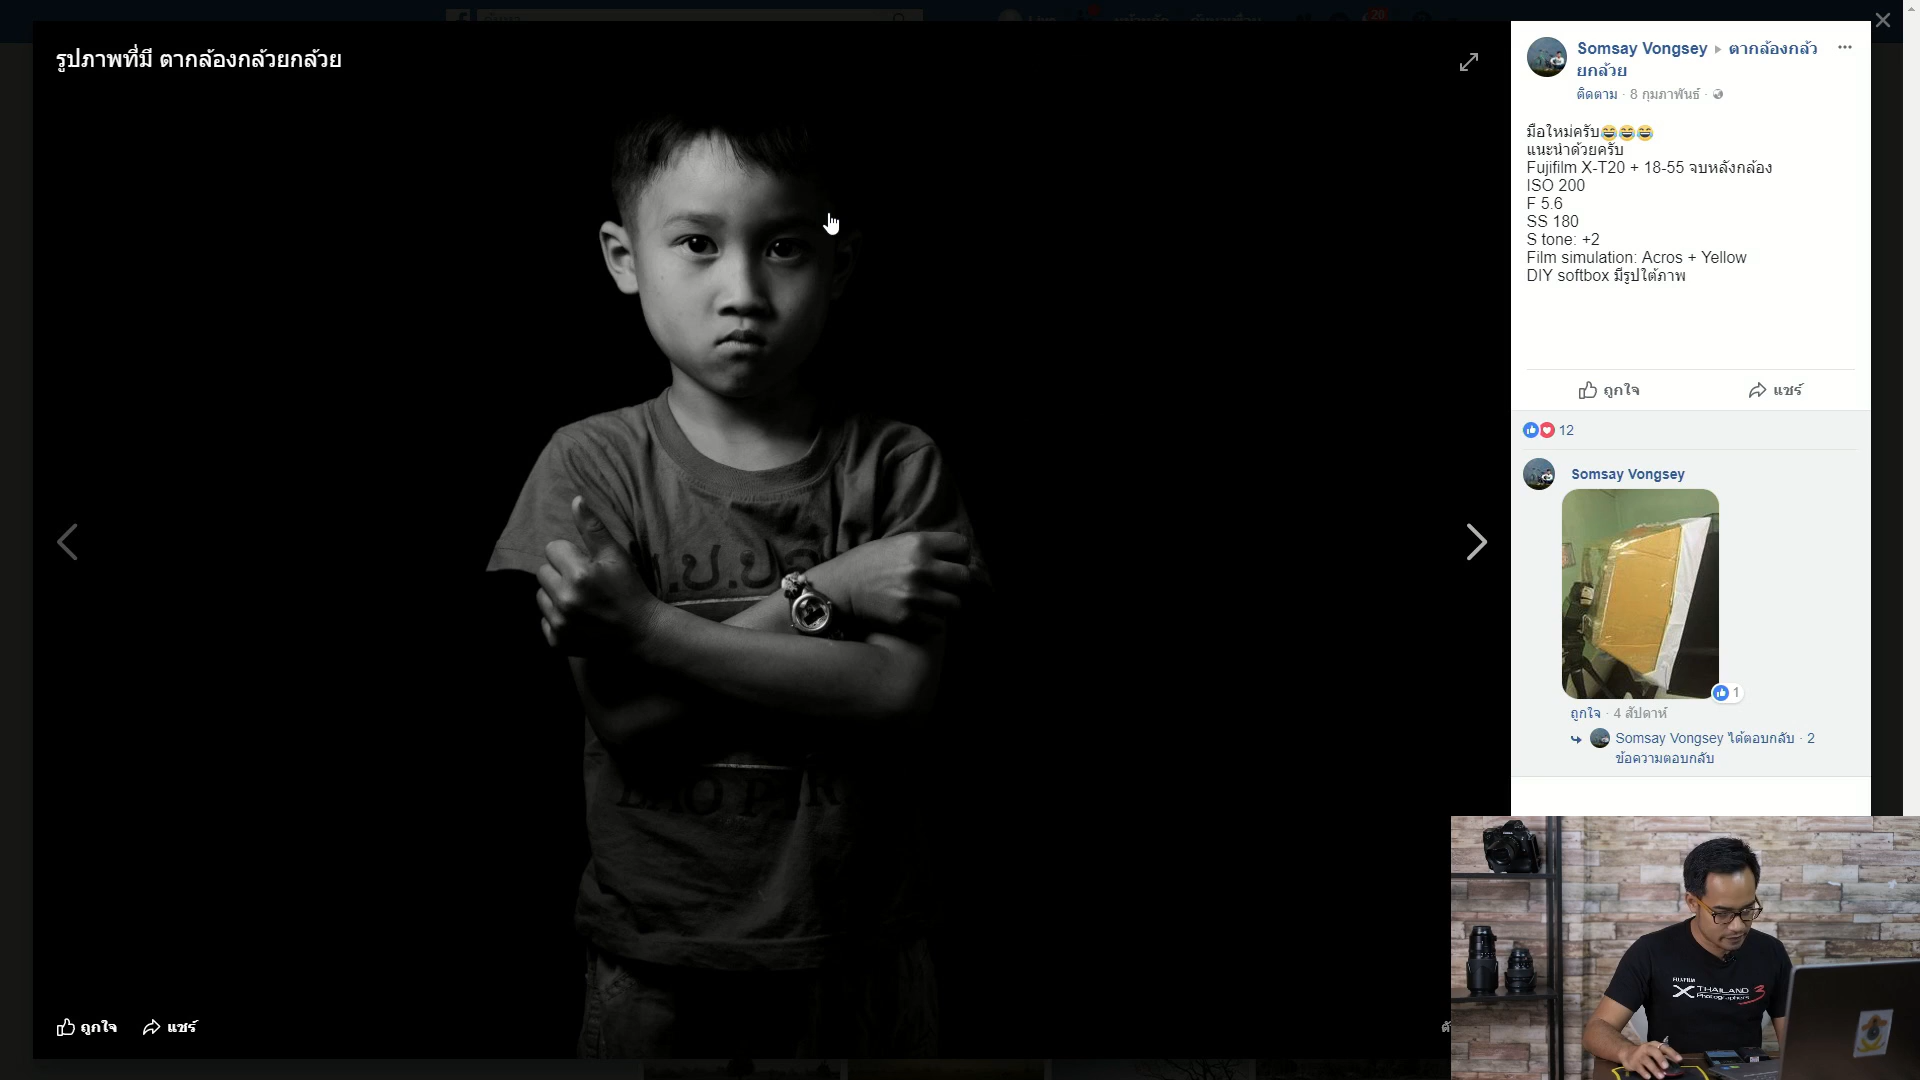 20
รูปภาพที่มี ตากล้องกล้วยกล้วย
Somsay Vongsey ▸ ตากล้องกล้ว
ยกล้วย
ติดตาม · 8 กุมภาพันธ์ ·
มือใหม่ครับ😂😂😂
แนะนำด้วยครับ
Fujifilm X-T20 + 18-55 จบหลังกล้อง
ISO 200
F 5.6
SS 180
S tone: +2
Film simulation: Acros + Yellow
DIY softbox มีรูปใต้ภาพ
ถูกใจ แชร์
12
Somsay Vongsey
1
ถูกใจ · 4 สัปดาห์
Somsay Vongsey ได้ตอบกลับ · 2
ข้อความตอบกลับ
ถูกใจ แชร์
FUJIFILM
X THAILAND 3
Photographers